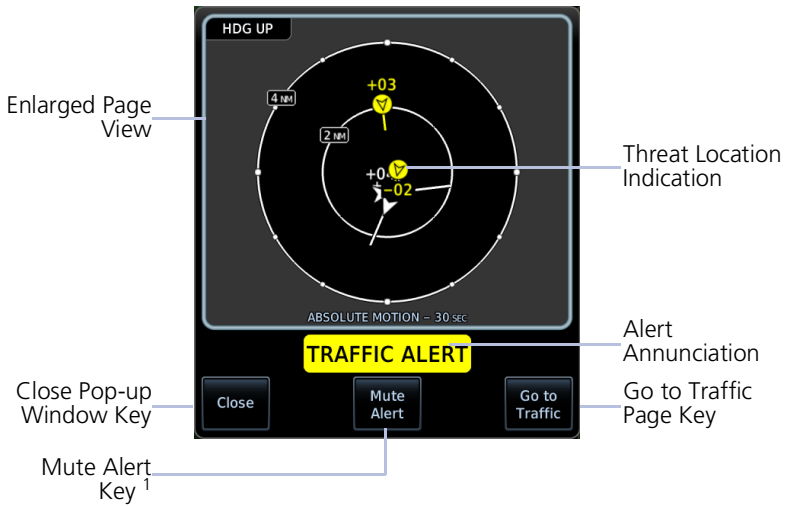 HDG UP
+03
4 NM
Enlarged Page
View
2 NM
Threat Location
Indication
-02
ABSOLUTE MOTION – 30 SEC
TRAFFIC ALERT
Alert
Annunciation
Close Pop-up
Window Key
Close
Mute
Alert
Go to
Traffic
Go to Traffic
Page Key
Mute Alert
Key 1